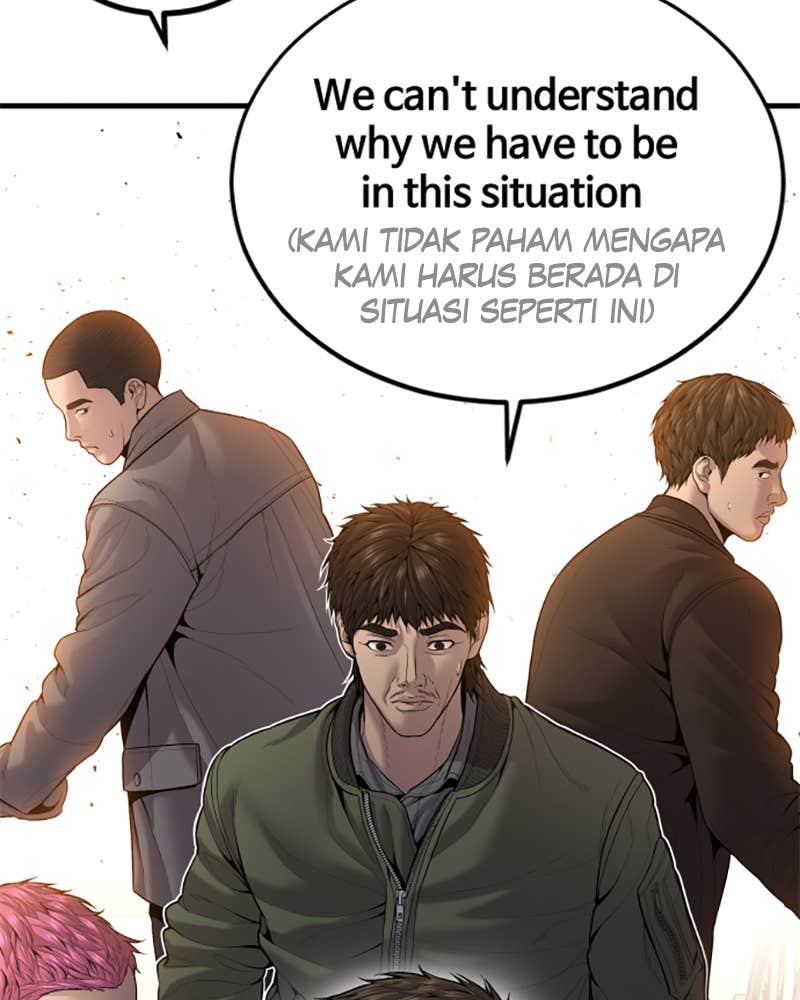 We can't understand
why we have to be
in this situation
(KAMI TIDAK PAHAM MENGAPA
KAMI HARUS BERADA DI
SITUASI SEPERTI INI)